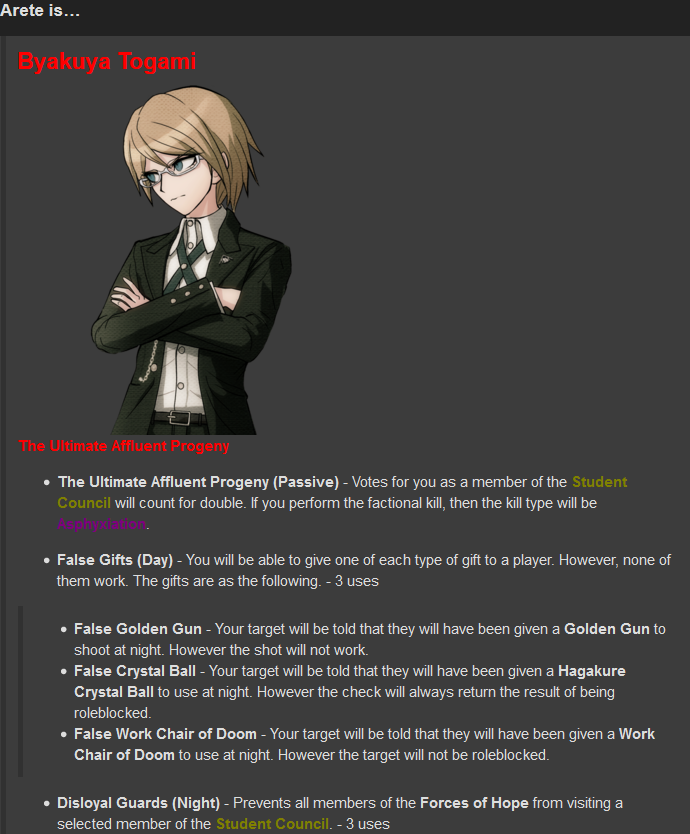 Arete is…
Byakuya Togami
The Ultimate Affluent Progeny
• The Ultimate Affluent Progeny (Passive) - Votes for you as a member of the Student
Council will count for double. If you perform the factional kill, then the kill type will be
Asphyxiation.
• False Gifts (Day) - You will be able to give one of each type of gift to a player. However, none of
them work. The gifts are as the following. - 3 uses
• False Golden Gun - Your target will be told that they will have been given a Golden Gun to
shoot at night. However the shot will not work.
• False Crystal Ball - Your target will be told that they will have been given a Hagakure
Crystal Ball to use at night. However the check will always return the result of being
roleblocked.
• False Work Chair of Doom - Your target will be told that they will have been given a Work
Chair of Doom to use at night. However the target will not be roleblocked.
• Disloyal Guards (Night) - Prevents all members of the Forces of Hope from visiting a
selected member of the Student Council. - 3 uses